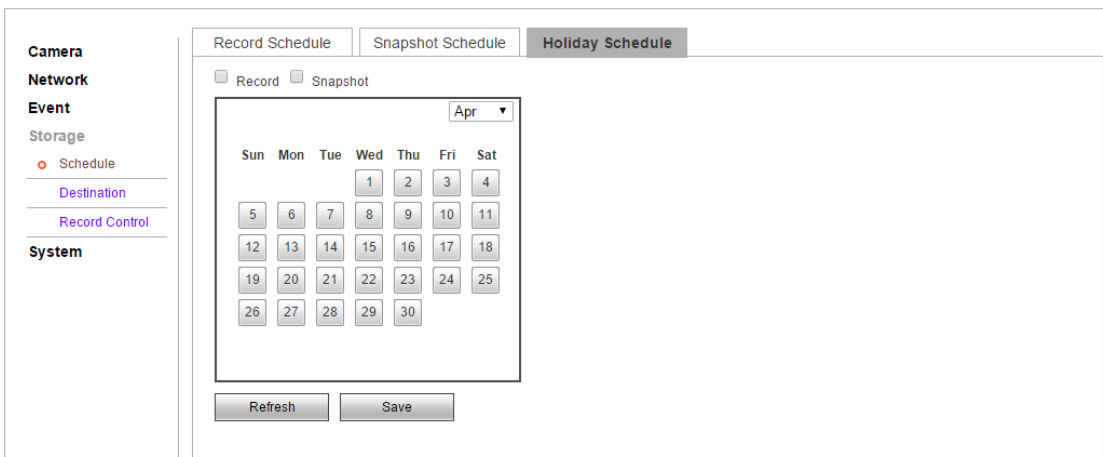 Camera
Network
Event
Storage
Schedule
Destination
Record Control
System
Record Schedule Snapshot Schedule Holiday Schedule
Record Snapshot
Apr
Sun Mon Tue Wed Thu Fri Sat
1 2 3 4
5 6 7 8 9 10 11
12 13 14 15 16 17 18
19 20 21 22 23 24 25
26 27 28 29 30
Refresh Save